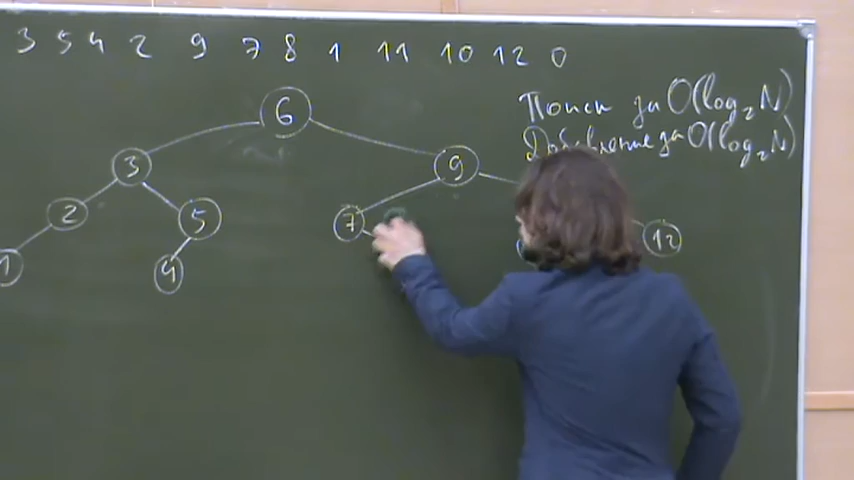 3 5 4 2 9 7 8 1 11 10 12 0
Поиск за O(log₂N)
Добавление за O(log₂N)
6
3 9
2 5 7 12
1 4